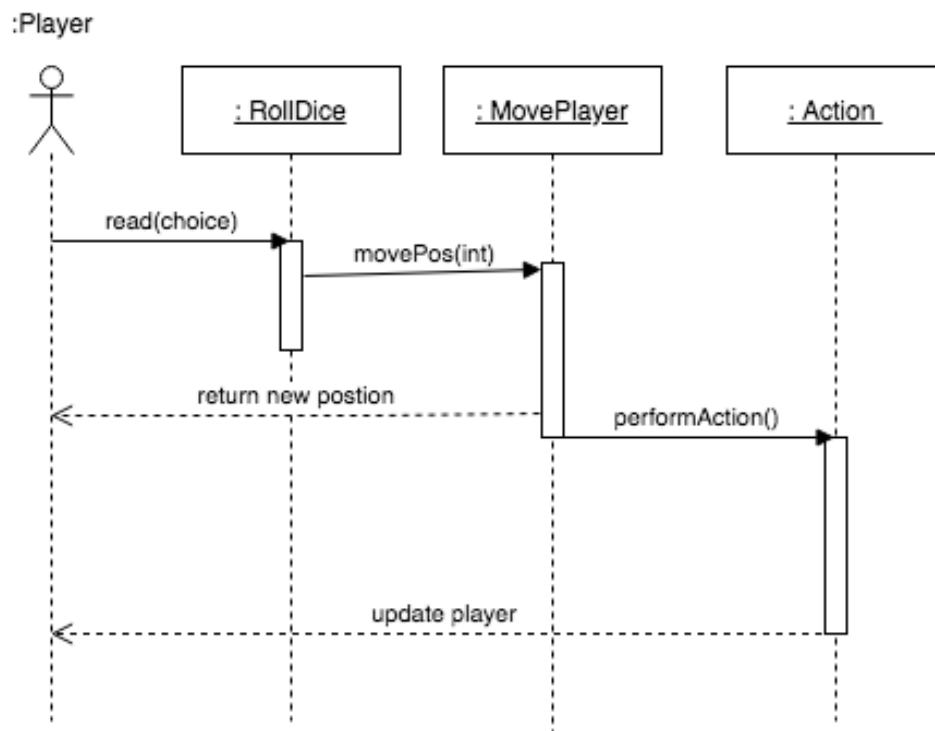 :Player
: RollDice
: MovePlayer
: Action
read(choice)
movePos(int)
return new postion
performAction()
update player